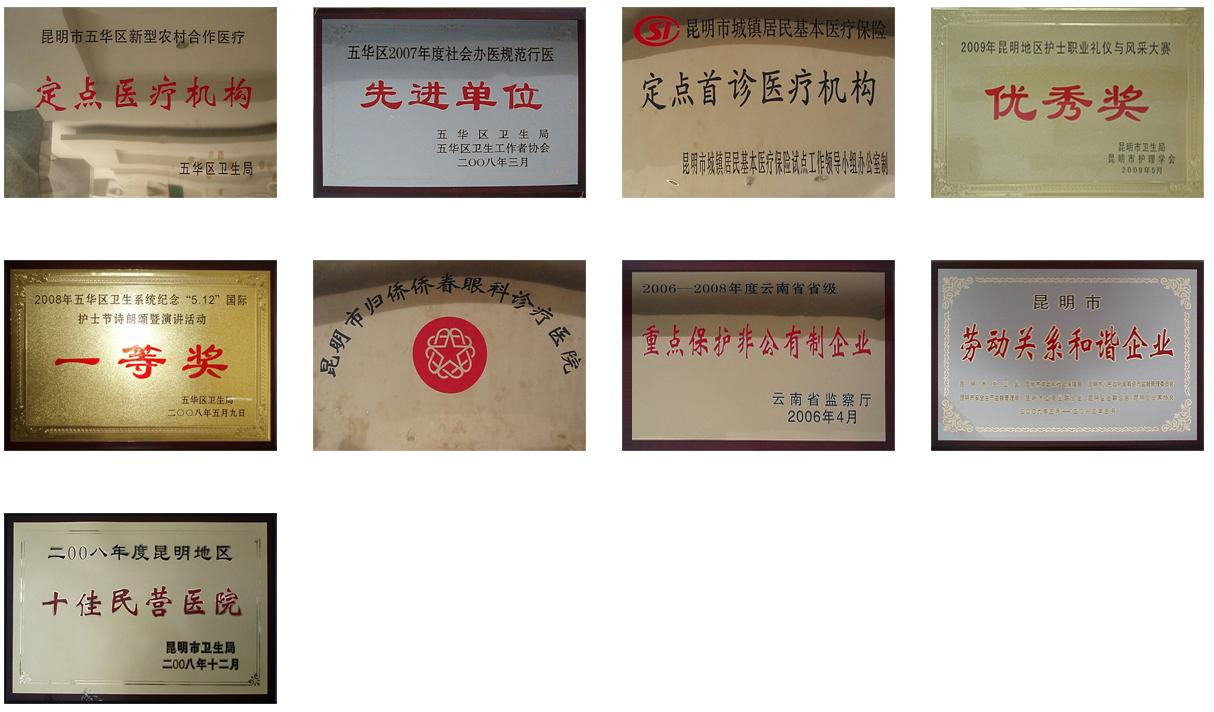 昆明市五华区新型农村合作医疗
定点医疗机构
五华区卫生局
五华区2007年度社会办医规范行医
先进单位
五华区卫生局
五华区卫生工作者协会
二〇〇八年三月
SI 昆明市城镇居民基本医疗保险
定点首诊医疗机构
昆明市城镇居民基本医疗保险试点工作领导小组办公室制
2009年昆明地区护士职业礼仪与风采大赛
优秀奖
昆明市卫生局
昆明市护理学会
2009年5月
2008年五华区卫生系统纪念“5.12”国际
护士节诗朗颂暨演讲活动
一等奖
五华区卫生局
二〇〇八年五月九日
昆明市归侨侨眷眼科诊疗医院
2006—2008年度云南省省级
重点保护非公有制企业
云南省监察厅
2006年4月
昆明市
劳动关系和谐企业
二00八年度昆明地区
十佳民营医院
昆明市卫生局
二00八年十二月